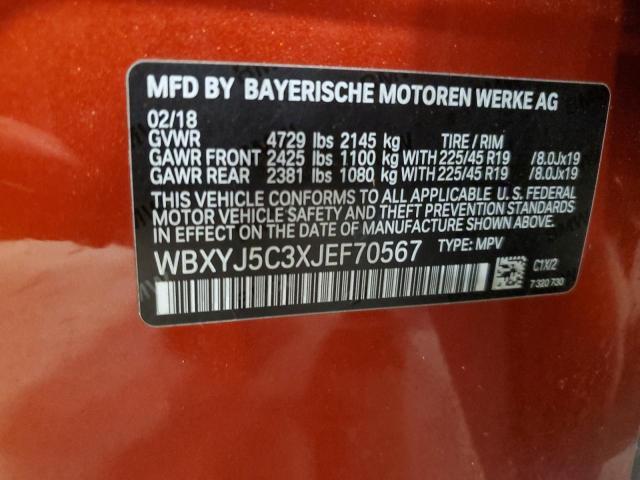 MFD BY BAYERISCHE MOTOREN WERKE AG
02/18
GVWR 4729 lbs 2145 kg TIRE / RIM
GAWR FRONT 2425 lbs 1100 kg WITH 225/45 R19 /8.0Jx19
GAWR REAR 2381 lbs 1080 kg WITH 225/45 R19 /8.0Jx19
THIS VEHICLE CONFORMS TO ALL APPLICABLE U. S. FEDERAL
MOTOR VEHICLE SAFETY AND THEFT PREVENTION STANDARDS
IN EFFECT ON THE DATE OF MANUFACTURE SHOWN ABOVE.
WBXYJ5C3XJEF70567 TYPE: MPV
C1X/2
7 320 730